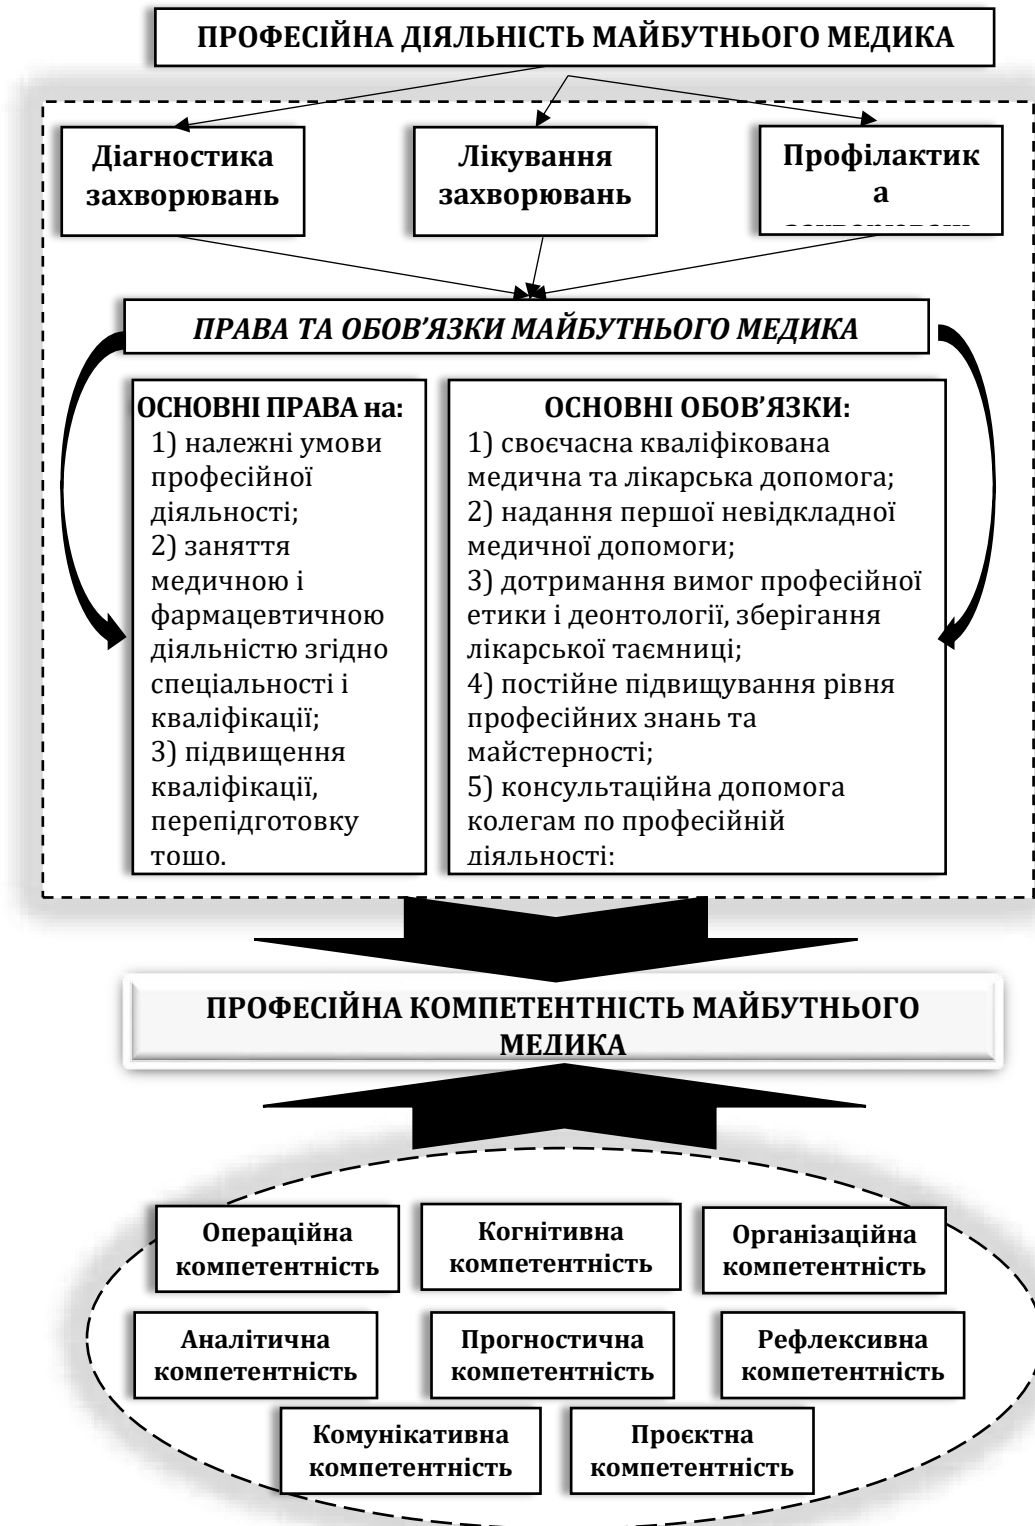 ПРОФЕСІЙНА ДІЯЛЬНІСТЬ МАЙБУТНЬОГО МЕДИКА
Діагностика
захворювань
Лікування
захворювань
Профілактик
а
ПРАВА ТА ОБОВ'ЯЗКИ МАЙБУТНЬОГО МЕДИКА
ОСНОВНІ ПРАВА на:
1) належні умови
професійної
діяльності;
2) заняття
медичною і
фармацевтичною
діяльністю згідно
спеціальності і
кваліфікації;
3) підвищення
кваліфікації,
перепідготовку
тощо.
ОСНОВНІ ОБОВ'ЯЗКИ:
1) своєчасна кваліфікована
медична та лікарська допомога;
2) надання першої невідкладної
медичної допомоги;
3) дотримання вимог професійної
етики і деонтології, зберігання
лікарської таємниці;
4) постійне підвищування рівня
професійних знань та
майстерності;
5) консультаційна допомога
колегам по професійній
діяльності;
ПРОФЕСІЙНА КОМПЕТЕНТНІСТЬ МАЙБУТНЬОГО
МЕДИКА
Операційна
компетентність
Когнітивна
компетентність
Організаційна
компетентність
Аналітична
компетентність
Прогностична
компетентність
Рефлексивна
компетентність
Комунікативна
компетентність
Проєктна
компетентність